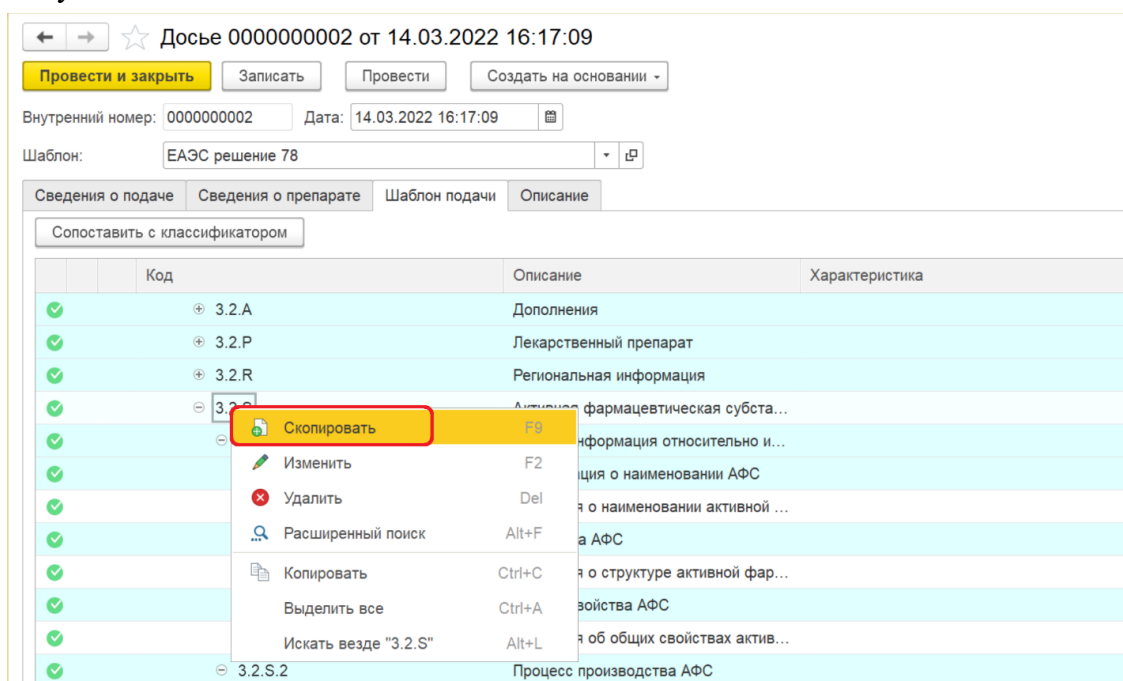 Досье 0000000002 от 14.03.2022 16:17:09
Провести и закрыть Записать Провести Создать на основании
Внутренний номер: 0000000002 Дата: 14.03.2022 16:17:09
Шаблон: ЕАЭС решение 78
Сведения о подаче Сведения о препарате Шаблон подачи Описание
Сопоставить с классификатором
Код Описание Характеристика
3.2.A Дополнения
3.2.P Лекарственный препарат
3.2.R Региональная информация
фармацевтическая субста...
Скопировать F9
относительно и...
Изменить F2
о наименовании АФС
Удалить Del
о наименовании активной ...
Расширенный поиск Alt+F
АФС
Копировать Ctrl+C
о структуре активной фар...
Выделить все Ctrl+A
АФС
Искать везде "3.2.S" Alt+L
об общих свойствах актив...
3.2.S.2 Процесс производства АФС